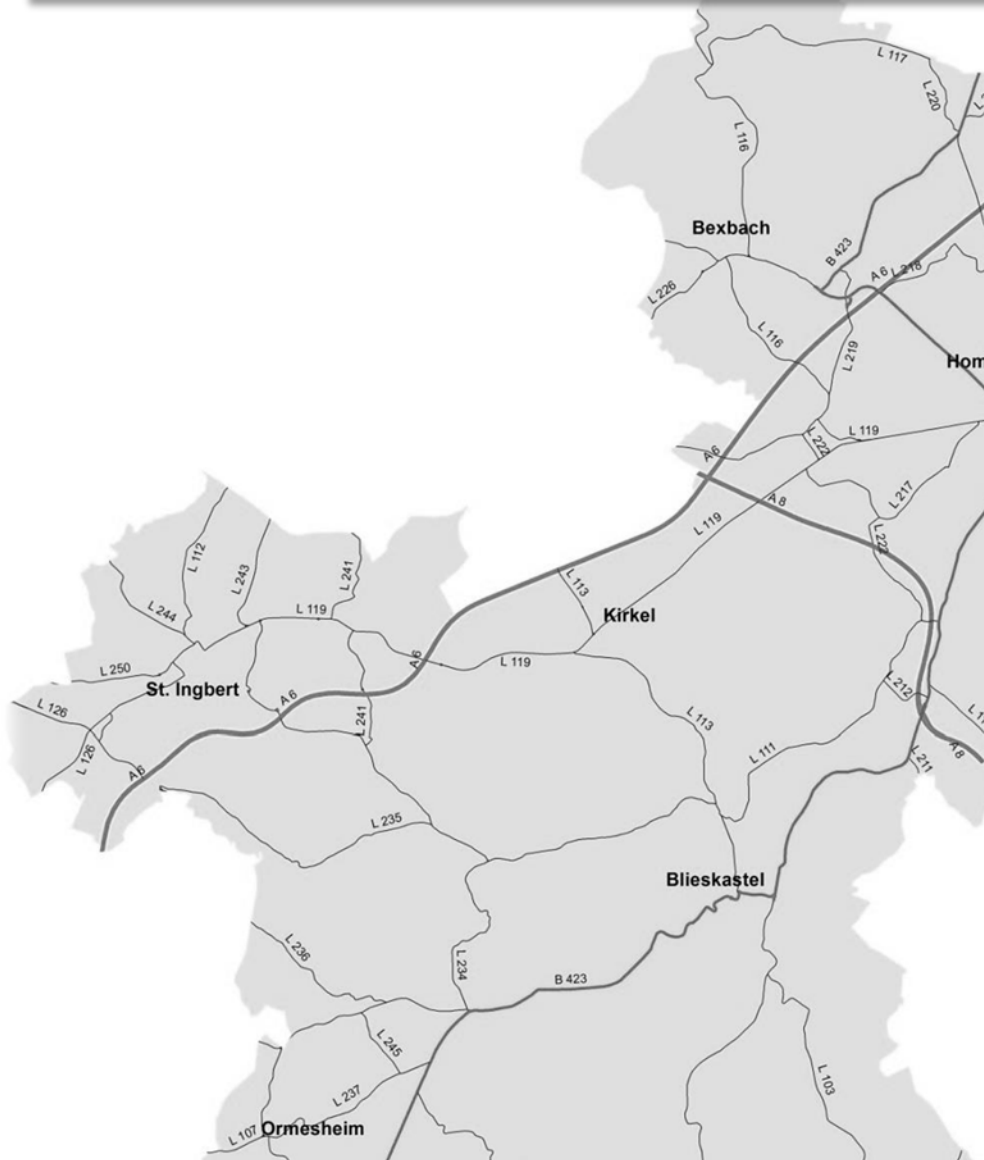 L 117
L 220
L 116
Bexbach
B 423
A 6
L 218
L 226
L 116
L 219
L 119
L 222
A 6
A 8
L 217
L 119
L 222
L 112
L 243
L 241
L 113
L 244
L 119
Kirkel
L 119
A 6
L 250
St. Ingbert
A 6
L 212
L 126
L 241
L 113
L 126
L 111
A 8
L 211
A 6
L 235
Blieskastel
L 236
L 234
B 423
L 245
L 103
L 237
L 107
Ormesheim